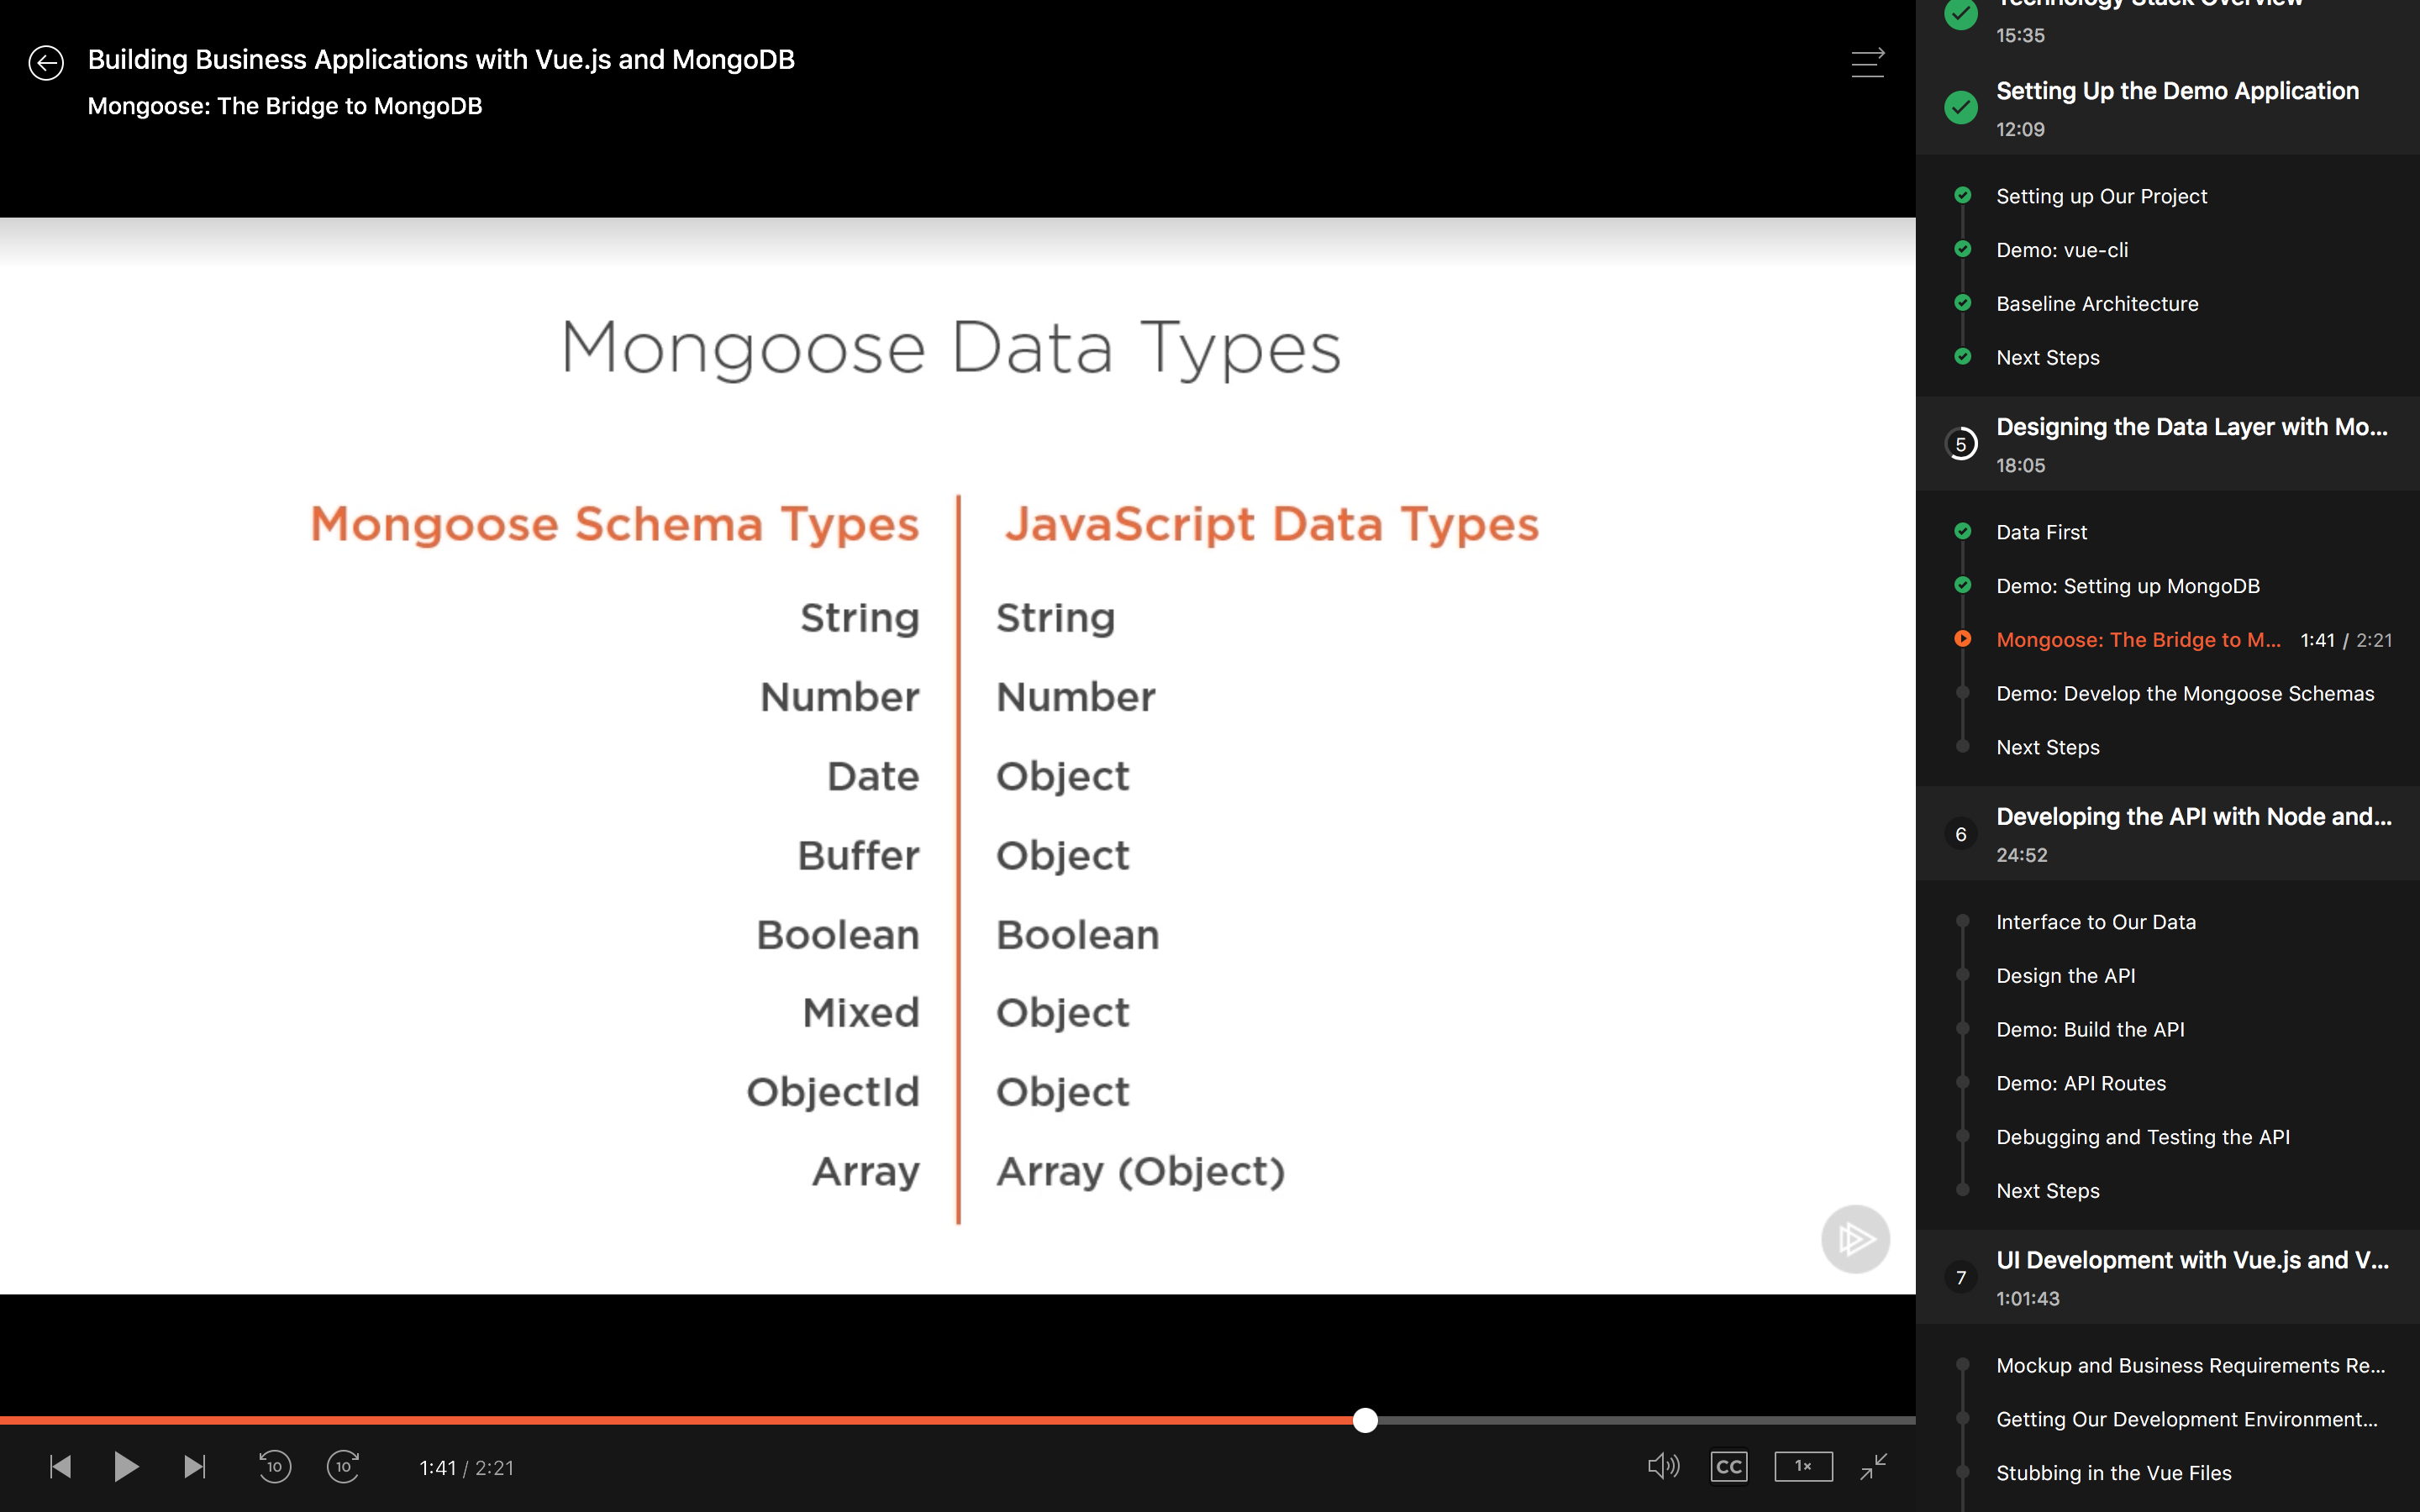 Building Business Applications with Vue.js and MongoDB
Mongoose: The Bridge to MongoDB
Mongoose Data Types
Mongoose Schema Types JavaScript Data Types
String String
Number Number
Date Object
Buffer Object
Boolean Boolean
Mixed Object
ObjectId Object
Array Array (Object)
10 10 1:41 / 2:21 CC 1×
Technology Stack Overview
15:35
Setting Up the Demo Application
12:09
Setting up Our Project
Demo: vue-cli
Baseline Architecture
Next Steps
5 Designing the Data Layer with Mo...
18:05
Data First
Demo: Setting up MongoDB
Mongoose: The Bridge to M... 1:41 / 2:21
Demo: Develop the Mongoose Schemas
Next Steps
6 Developing the API with Node and...
24:52
Interface to Our Data
Design the API
Demo: Build the API
Demo: API Routes
Debugging and Testing the API
Next Steps
7 UI Development with Vue.js and V...
1:01:43
Mockup and Business Requirements Re...
Getting Our Development Environment...
Stubbing in the Vue Files